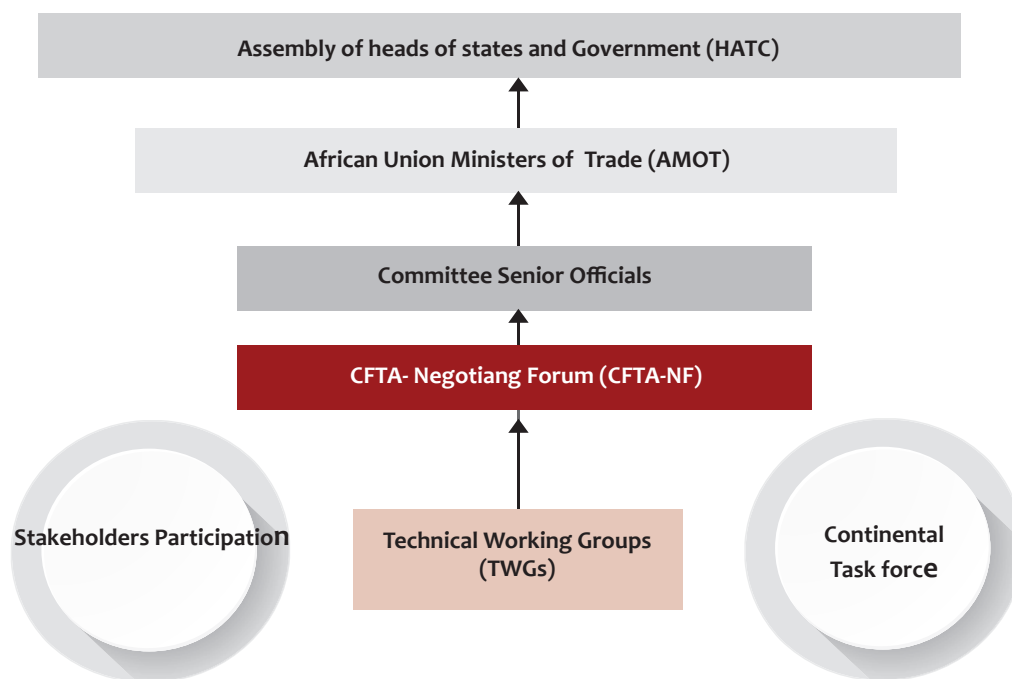 Assembly of heads of states and Government (HATC)
African Union Ministers of Trade (AMOT)
Committee Senior Officials
CFTA- Negotiang Forum (CFTA-NF)
Stakeholders Participation
Technical Working Groups
(TWGs)
Continental
Task force